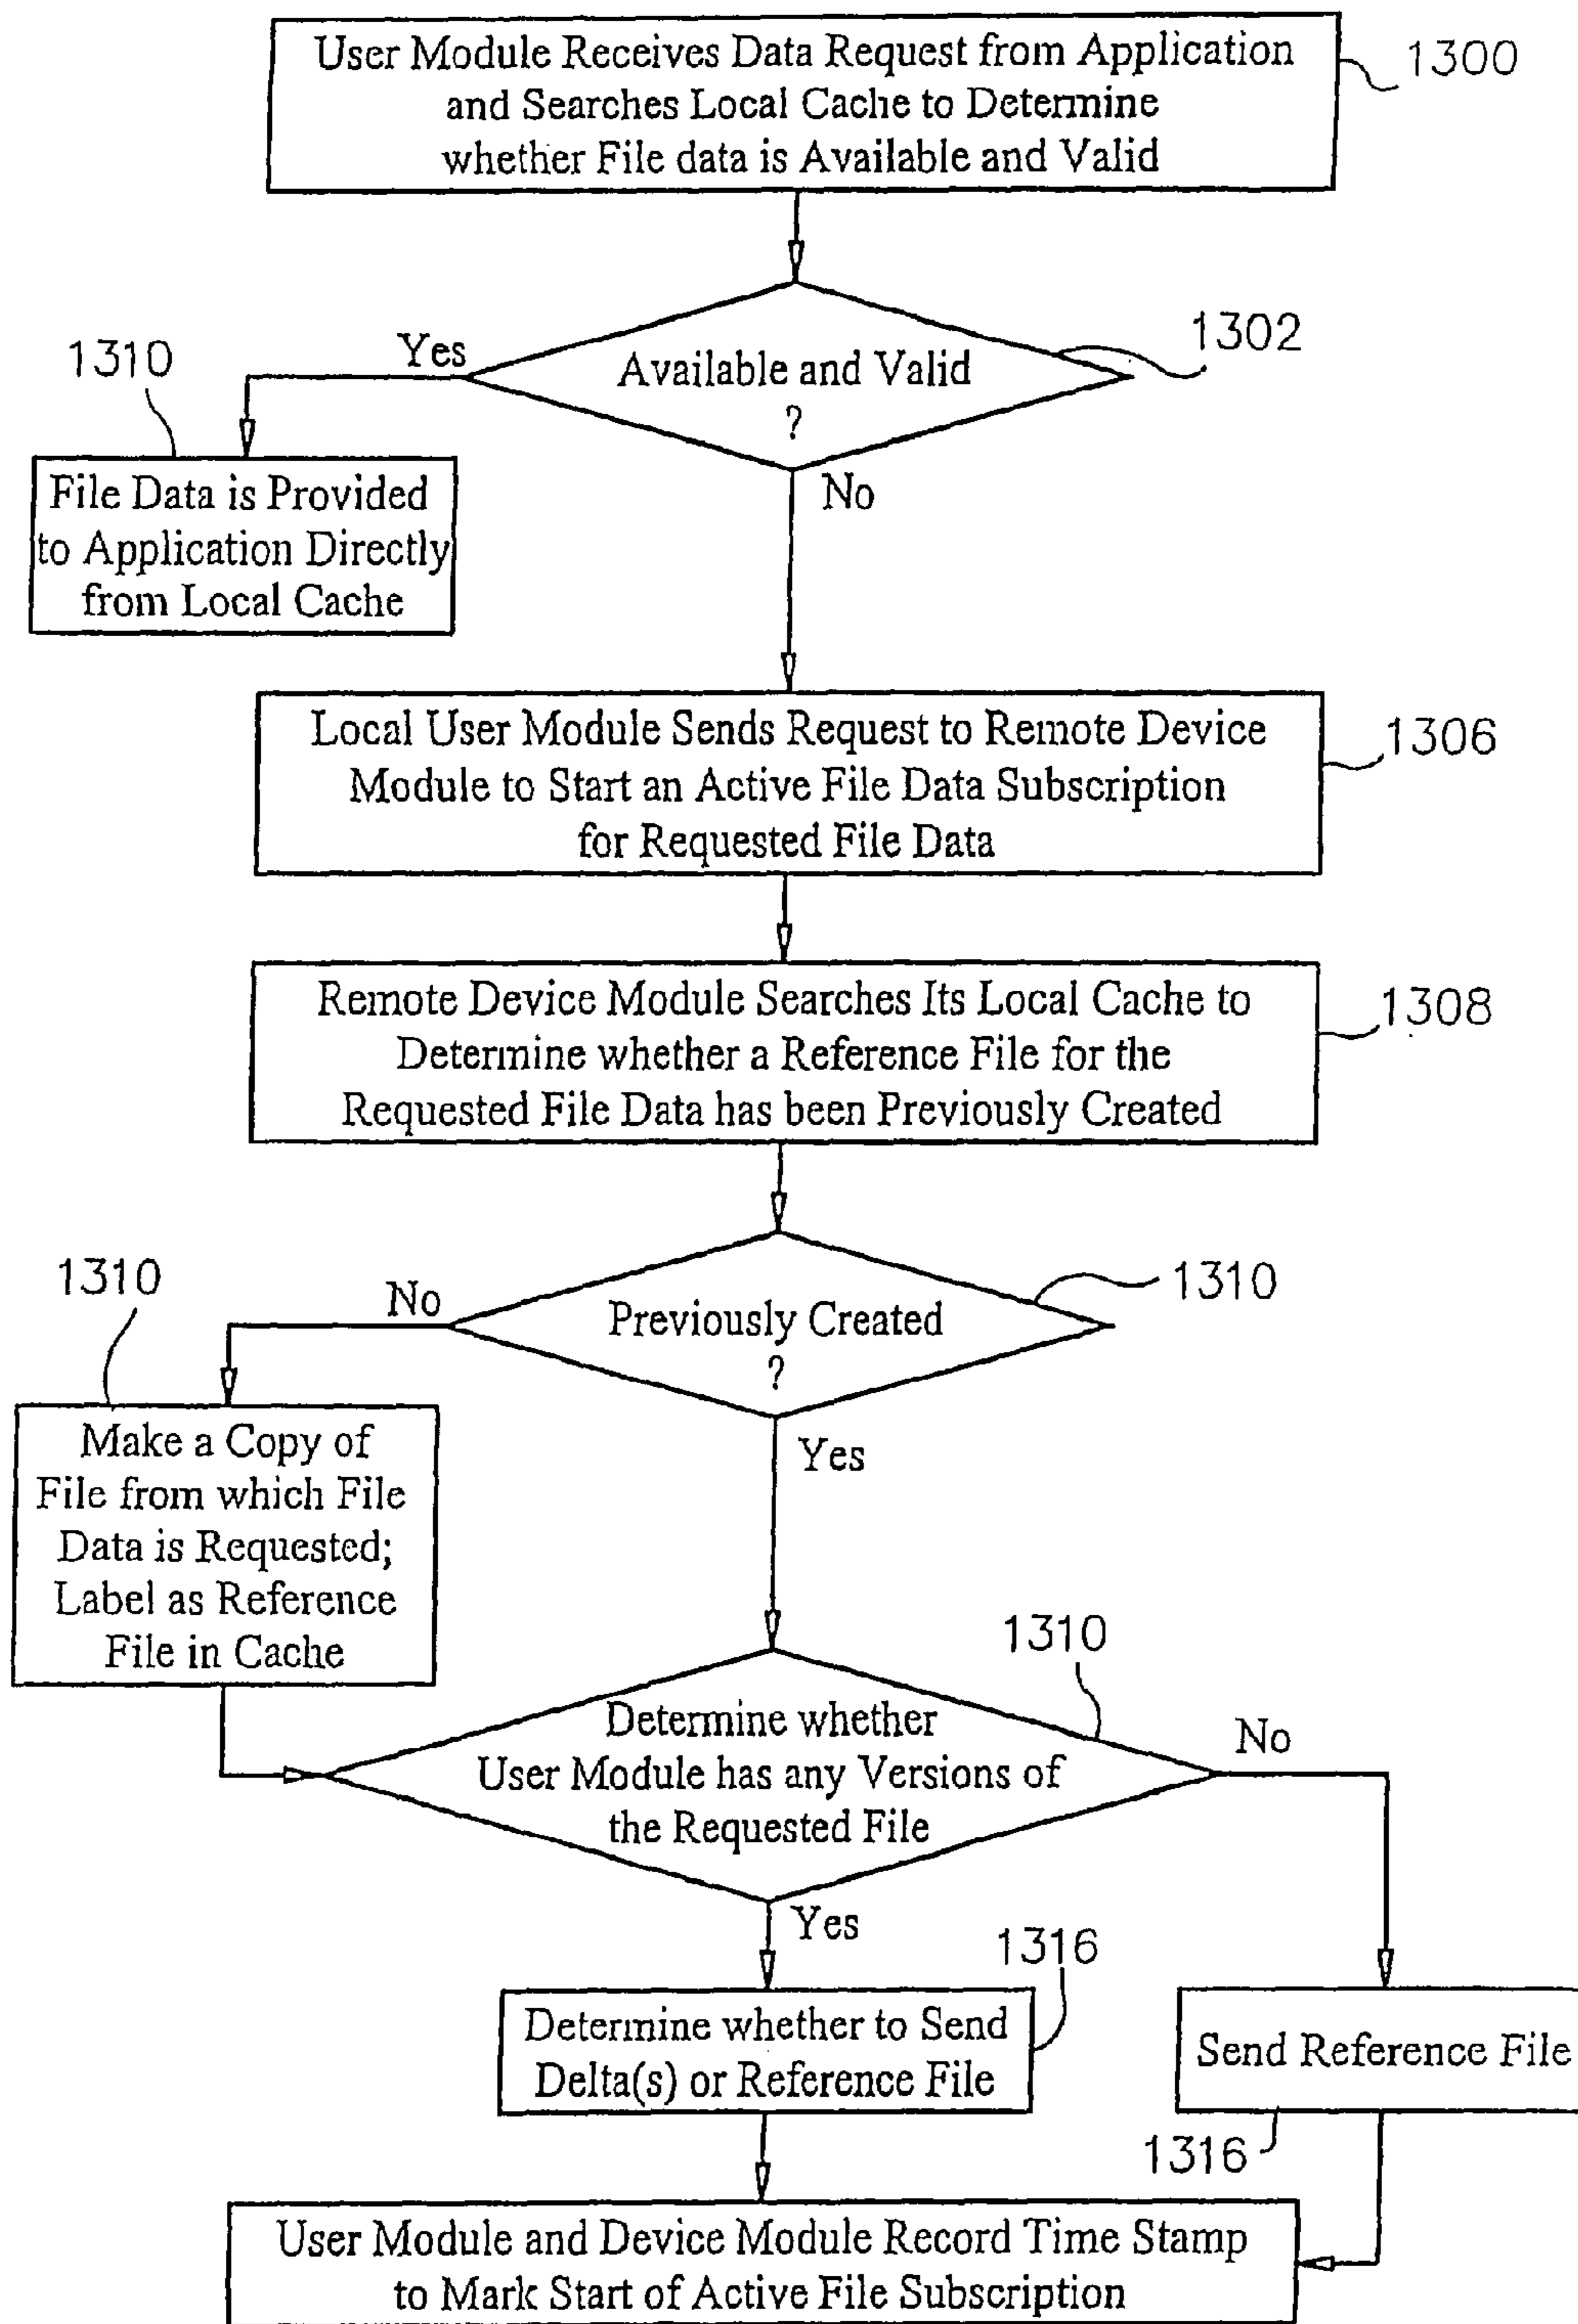 User Module Receives Data Request from Application
and Searches Local Cache to Determine
whether File data is Available and Valid
1300
1302
Yes
Available and Valid
?
1310
No
File Data is Provided
to Application Directly
from Local Cache
Local User Module Sends Request to Remote Device
Module to Start an Active File Data Subscription
for Requested File Data
1306
Remote Device Module Searches Its Local Cache to
Determine whether a Reference File for the
Requested File Data has been Previously Created
1308
1310
No
Previously Created
?
1310
Yes
Make a Copy of
File from which File
Data is Requested;
Label as Reference
File in Cache
1310
Determine whether
User Module has any Versions of
the Requested File
No
Yes
1316
Determine whether to Send
Delta(s) or Reference File
Send Reference File
1316
User Module and Device Module Record Time Stamp
to Mark Start of Active File Subscription